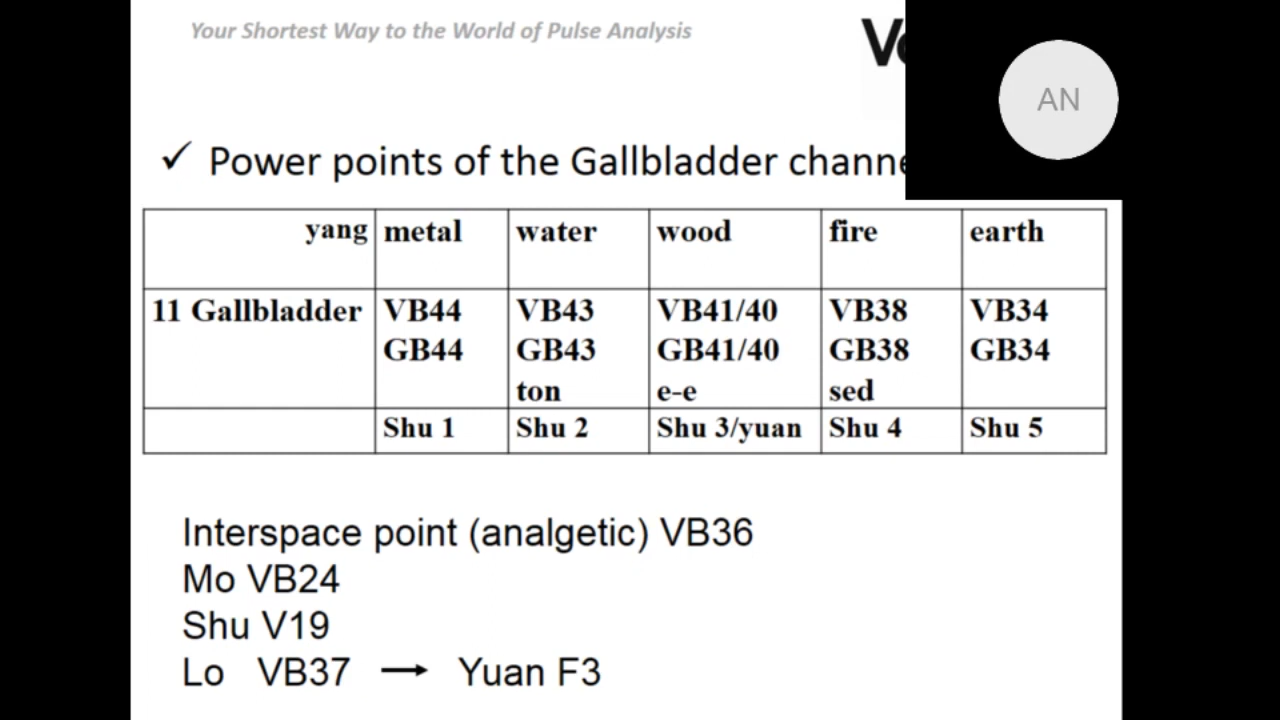 Your Shortest Way to the World of Pulse Analysis
AN
✓ Power points of the Gallbladder
yang metal water wood fire earth
11 Gallbladder VB44 VB43 VB41/40 VB38 VB34
GB44 GB43 GB41/40 GB38 GB34
ton e-e sed
Shu 1 Shu 2 Shu 3/yuan Shu 4 Shu 5
Interspace point (analgetic) VB36
Mo VB24
Shu V19
Lo VB37 → Yuan F3